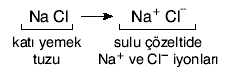 Na Cl → Na⁺ Cl⁻
katı yemek tuzu
sulu çözeltide Na⁺ ve Cl⁻ iyonları